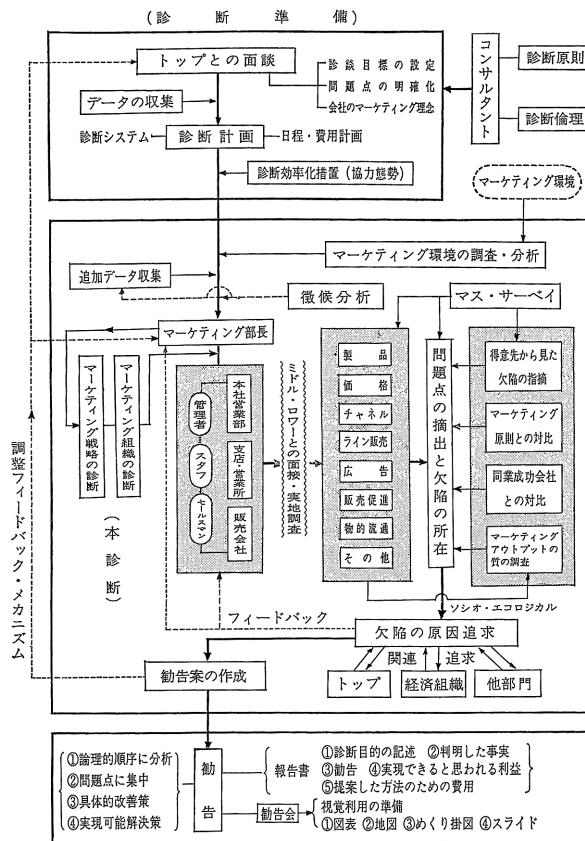 (診断準備)
トップとの面談
診談目標の設定
問題点の明確化
会社のマーケティング理念
データの収集
診断システム
診断計画
日程・費用計画
診断効率化措置(協力態勢)
コンサルタント
診断原則
診断倫理
マーケティング環境
マーケティング環境の調査・分析
追加データ収集
徴候分析
マス・サーベイ
マーケティング部長
マーケティング戦略の診断
マーケティング組織の診断
(本診断)
管理者
スタフ
セールスマン
本社営業部
支店・営業所
販売会社
ミドル・ロワーとの面接・実地調査
製品
価格
チャネル
ライン販売
広告
販売促進
物的流通
その他
問題点の摘出と欠陥の所在
得意先から見た
欠陥の指摘
マーケティング
原則との対比
同業成功会社
との対比
マーケティング
アウトプットの
質の調査
ソシオ・エコロジカル
調整フィードバック・メカニズム
フィードバック
欠陥の原因追求
関連 追求
トップ
経済組織
他部門
勧告案の作成
①論理的順序に分析
②問題点に集中
③具体的改善策
④実現可能解決策
勧告
報告書
①診断目的の記述 ②判明した事実
③勧告 ④実現できると思われる利益
⑤提案した方法のための費用
勧告会
視覚利用の準備
①図表 ②地図 ③めくり掛図 ④スライド